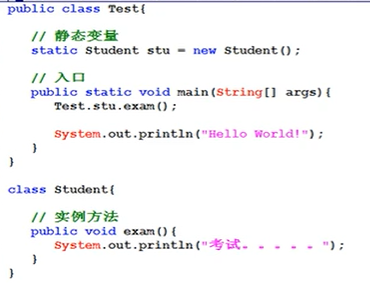 public class Test{
// 静态变量
static Student stu = new Student();
// 入口
public static void main(String[] args){
Test.stu.exam();
System.out.println("Hello World!");
}
}
class Student{
// 实例方法
public void exam(){
System.out.println("考试。。。。。");
}
}